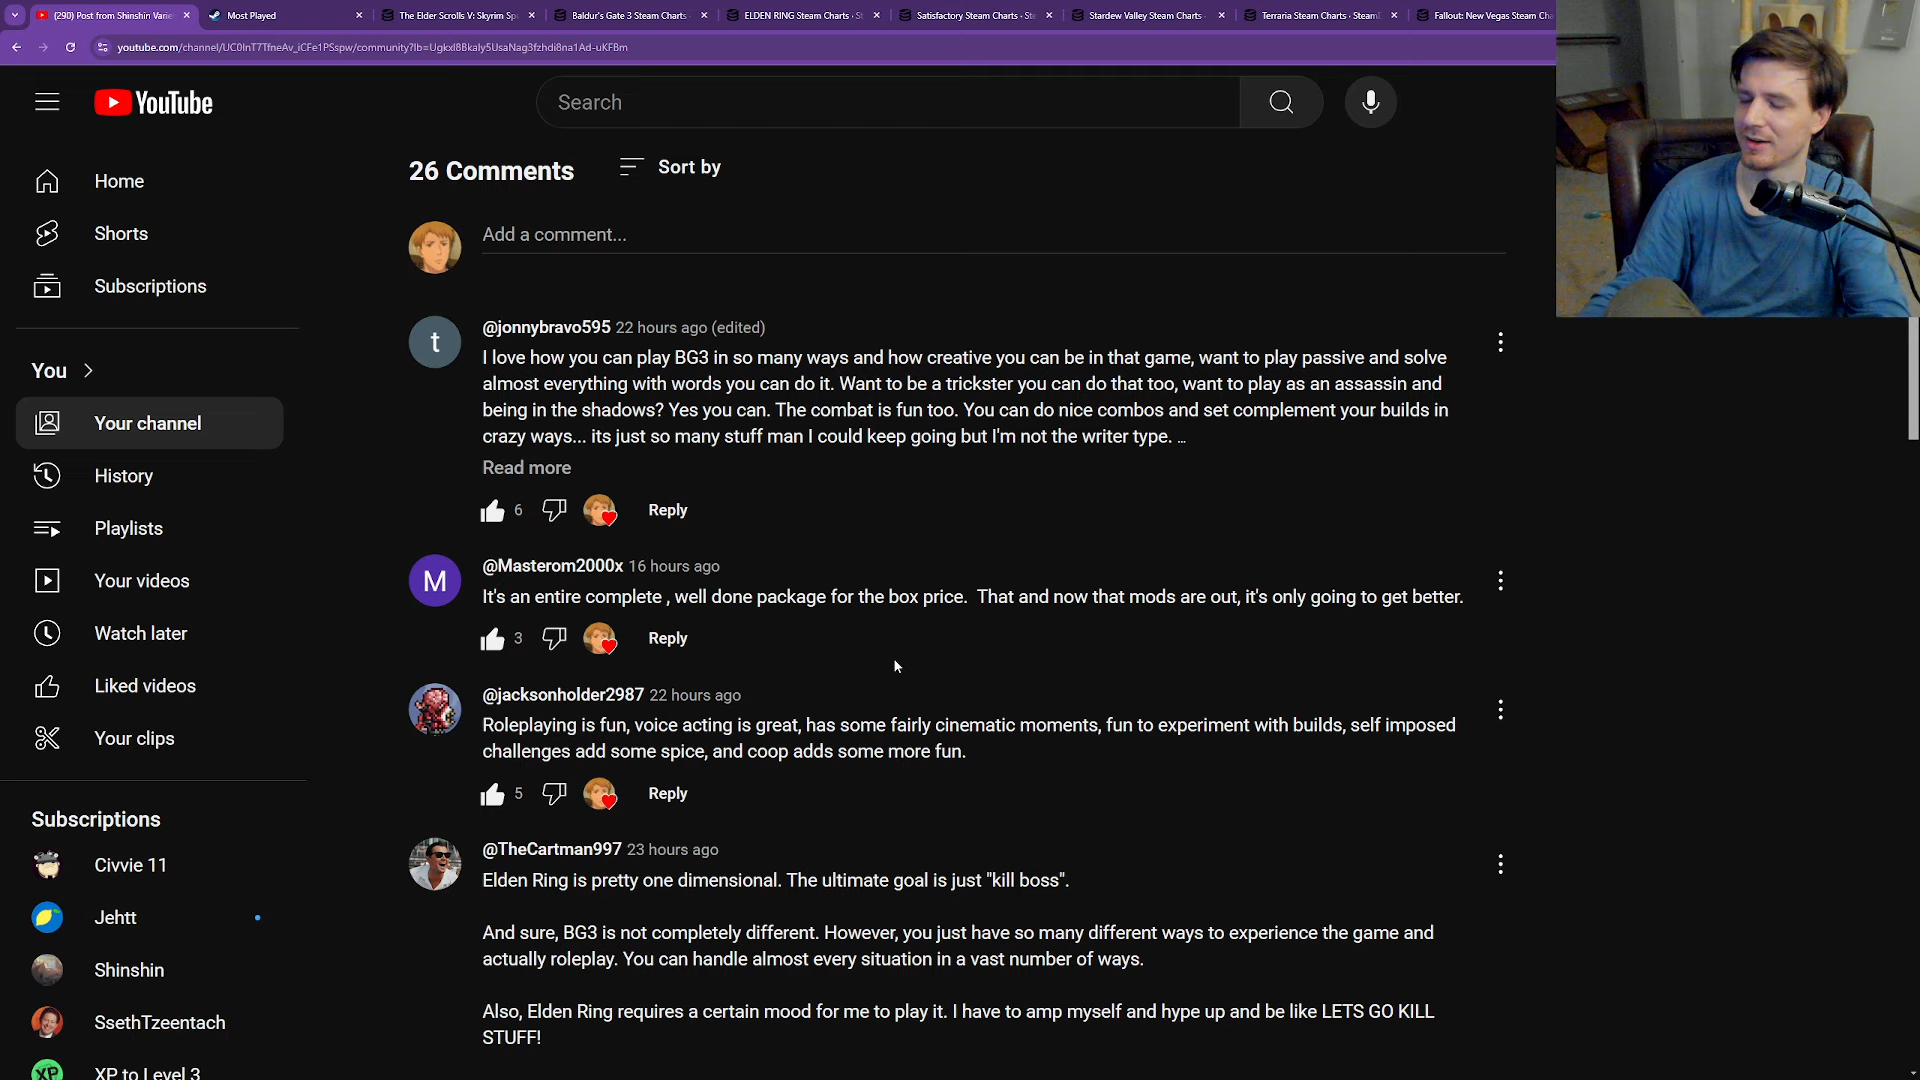 (290) Post from Shinshin Varie
Most Played
The Elder Scrolls V: Skyrim Sp
Baldur's Gate 3 Steam Charts ·
ELDEN RING Steam Charts · St
Satisfactory Steam Charts · Ste
Stardew Valley Steam Charts ·
Terraria Steam Charts · SteamD
Fallout: New Vegas Steam Cha
YouTube
Search
Home
Shorts
Subscriptions
You
Your channel
History
Playlists
Your videos
Watch later
Liked videos
Your clips
Subscriptions
Civvie 11
Jehtt
Shinshin
SsethTzeentach
XP
XP to Level 3
26 Comments
Sort by
Add a comment...
t
@jonnybravo595 22 hours ago (edited)
I love how you can play BG3 in so many ways and how creative you can be in that game, want to play passive and solve
almost everything with words you can do it. Want to be a trickster you can do that too, want to play as an assassin and
being in the shadows? Yes you can. The combat is fun too. You can do nice combos and set complement your builds in
crazy ways... its just so many stuff man I could keep going but I'm not the writer type. ...
Read more
6
Reply
M
@Masterom2000x 16 hours ago
It's an entire complete , well done package for the box price. That and now that mods are out, it's only going to get better.
3
Reply
@jacksonholder2987 22 hours ago
Roleplaying is fun, voice acting is great, has some fairly cinematic moments, fun to experiment with builds, self imposed
challenges add some spice, and coop adds some more fun.
5
Reply
@TheCartman997 23 hours ago
Elden Ring is pretty one dimensional. The ultimate goal is just "kill boss".
And sure, BG3 is not completely different. However, you just have so many different ways to experience the game and
actually roleplay. You can handle almost every situation in a vast number of ways.
Also, Elden Ring requires a certain mood for me to play it. I have to amp myself and hype up and be like LETS GO KILL
STUFF!